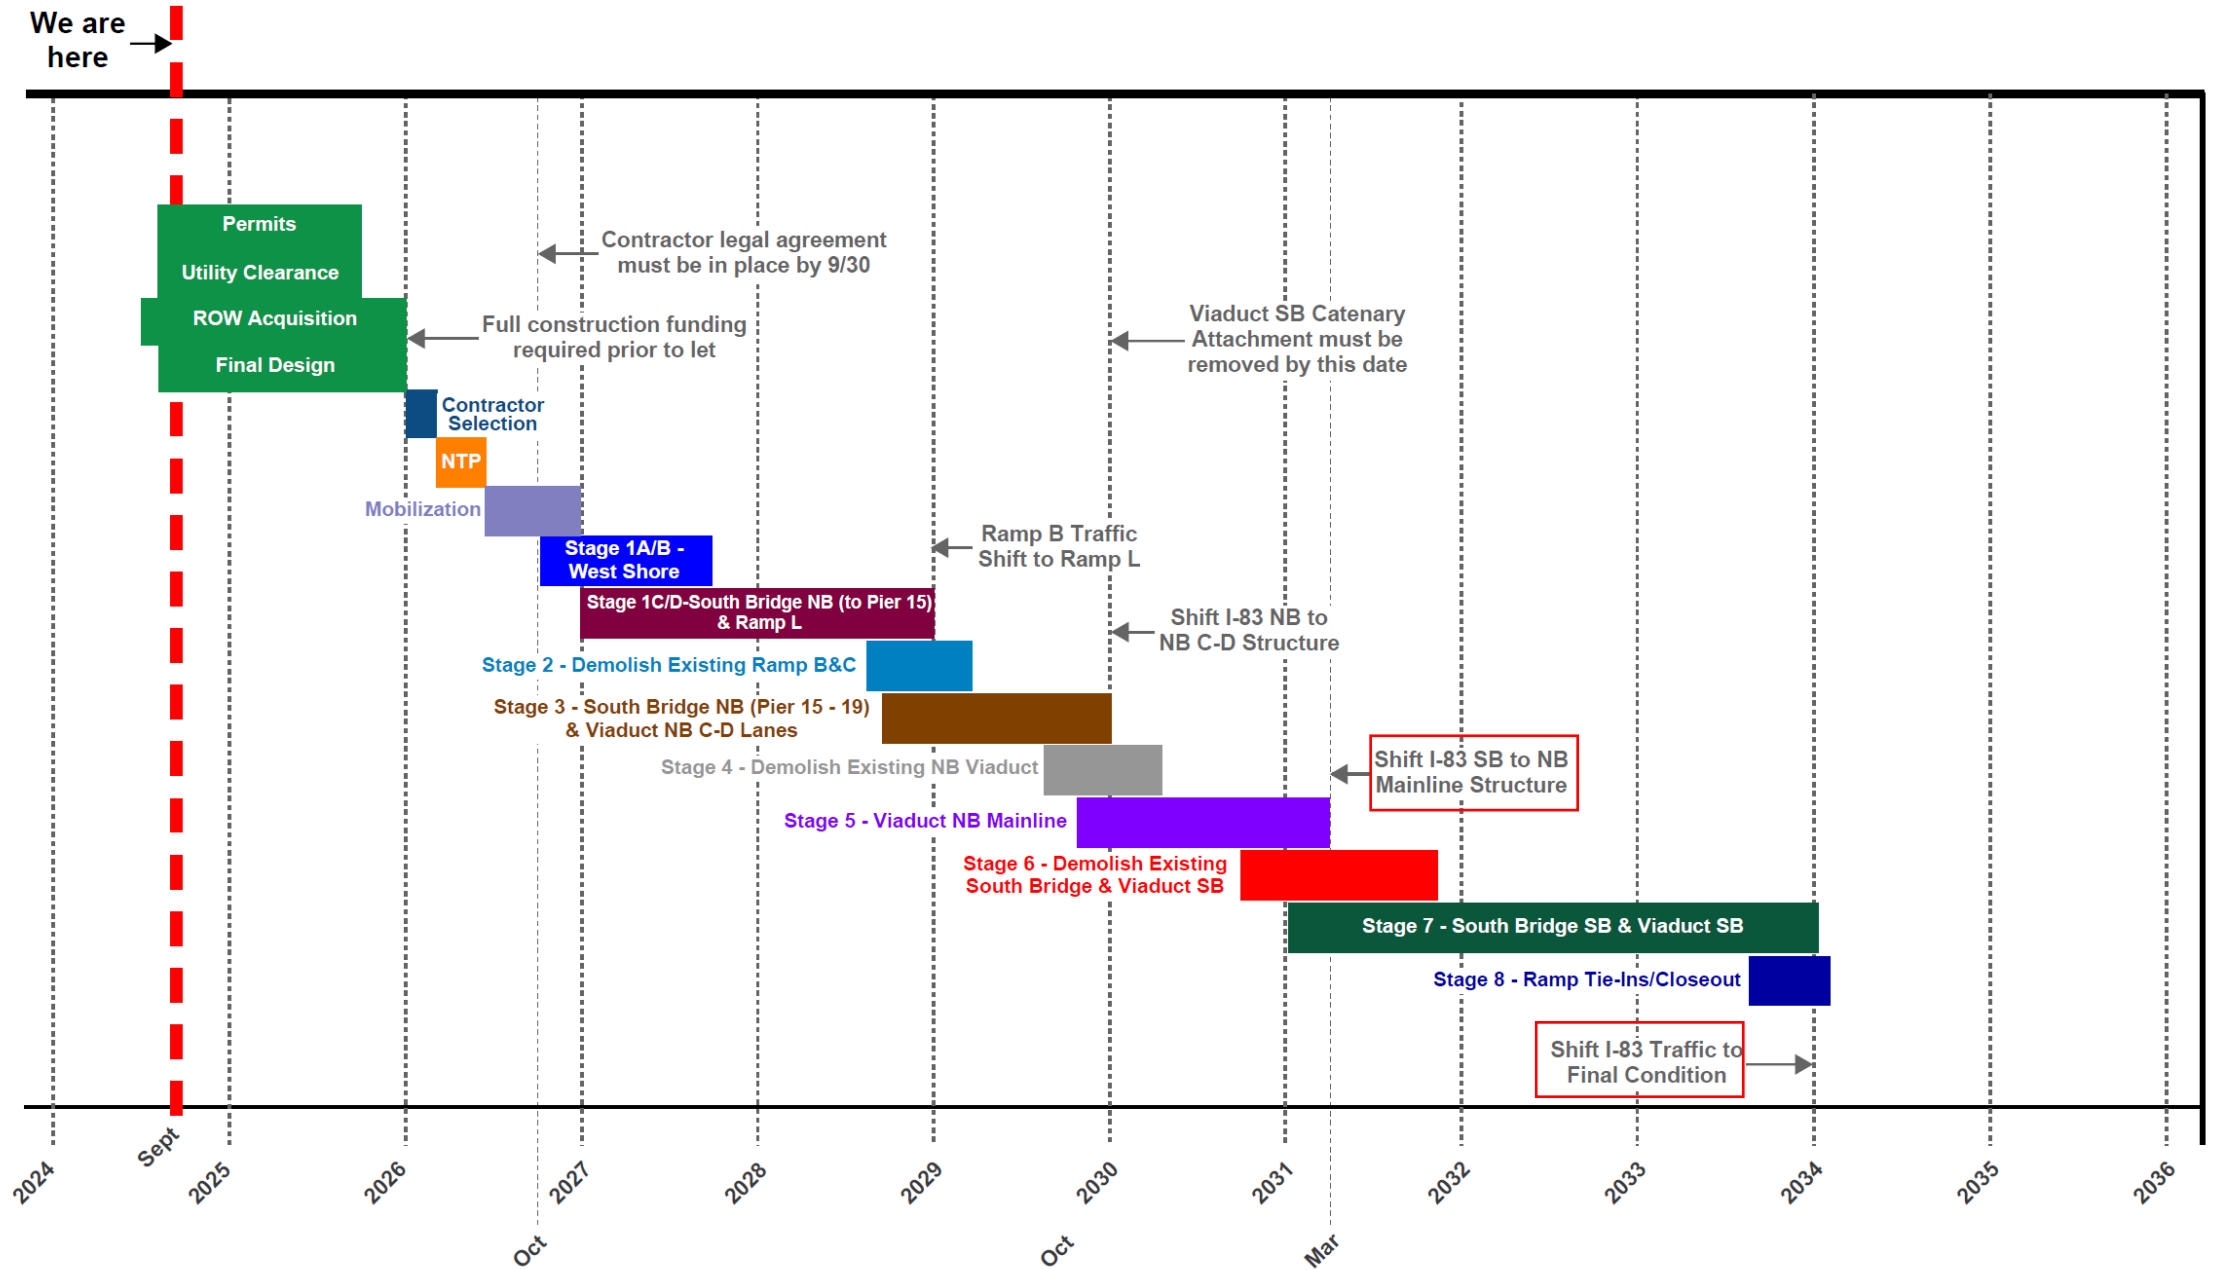 We are
here
Permits
Utility Clearance
ROW Acquisition
Final Design
Contractor legal agreement
must be in place by 9/30
Full construction funding
required prior to let
Viaduct SB Catenary
Attachment must be
removed by this date
Contractor
Selection
NTP
Mobilization
Stage 1A/B -
West Shore
Ramp B Traffic
Shift to Ramp L
Stage 1C/D-South Bridge NB (to Pier 15)
& Ramp L
Shift I-83 NB to
NB C-D Structure
Stage 2 - Demolish Existing Ramp B&C
Stage 3 - South Bridge NB (Pier 15 - 19)
& Viaduct NB C-D Lanes
Stage 4 - Demolish Existing NB Viaduct
Shift I-83 SB to NB
Mainline Structure
Stage 5 - Viaduct NB Mainline
Stage 6 - Demolish Existing
South Bridge & Viaduct SB
Stage 7 - South Bridge SB & Viaduct SB
Stage 8 - Ramp Tie-Ins/Closeout
Shift I-83 Traffic to
Final Condition
2024
Sept
2025
2026
Oct
2027
2028
2029
Oct
2030
2031
Mar
2032
2033
2034
2035
2036